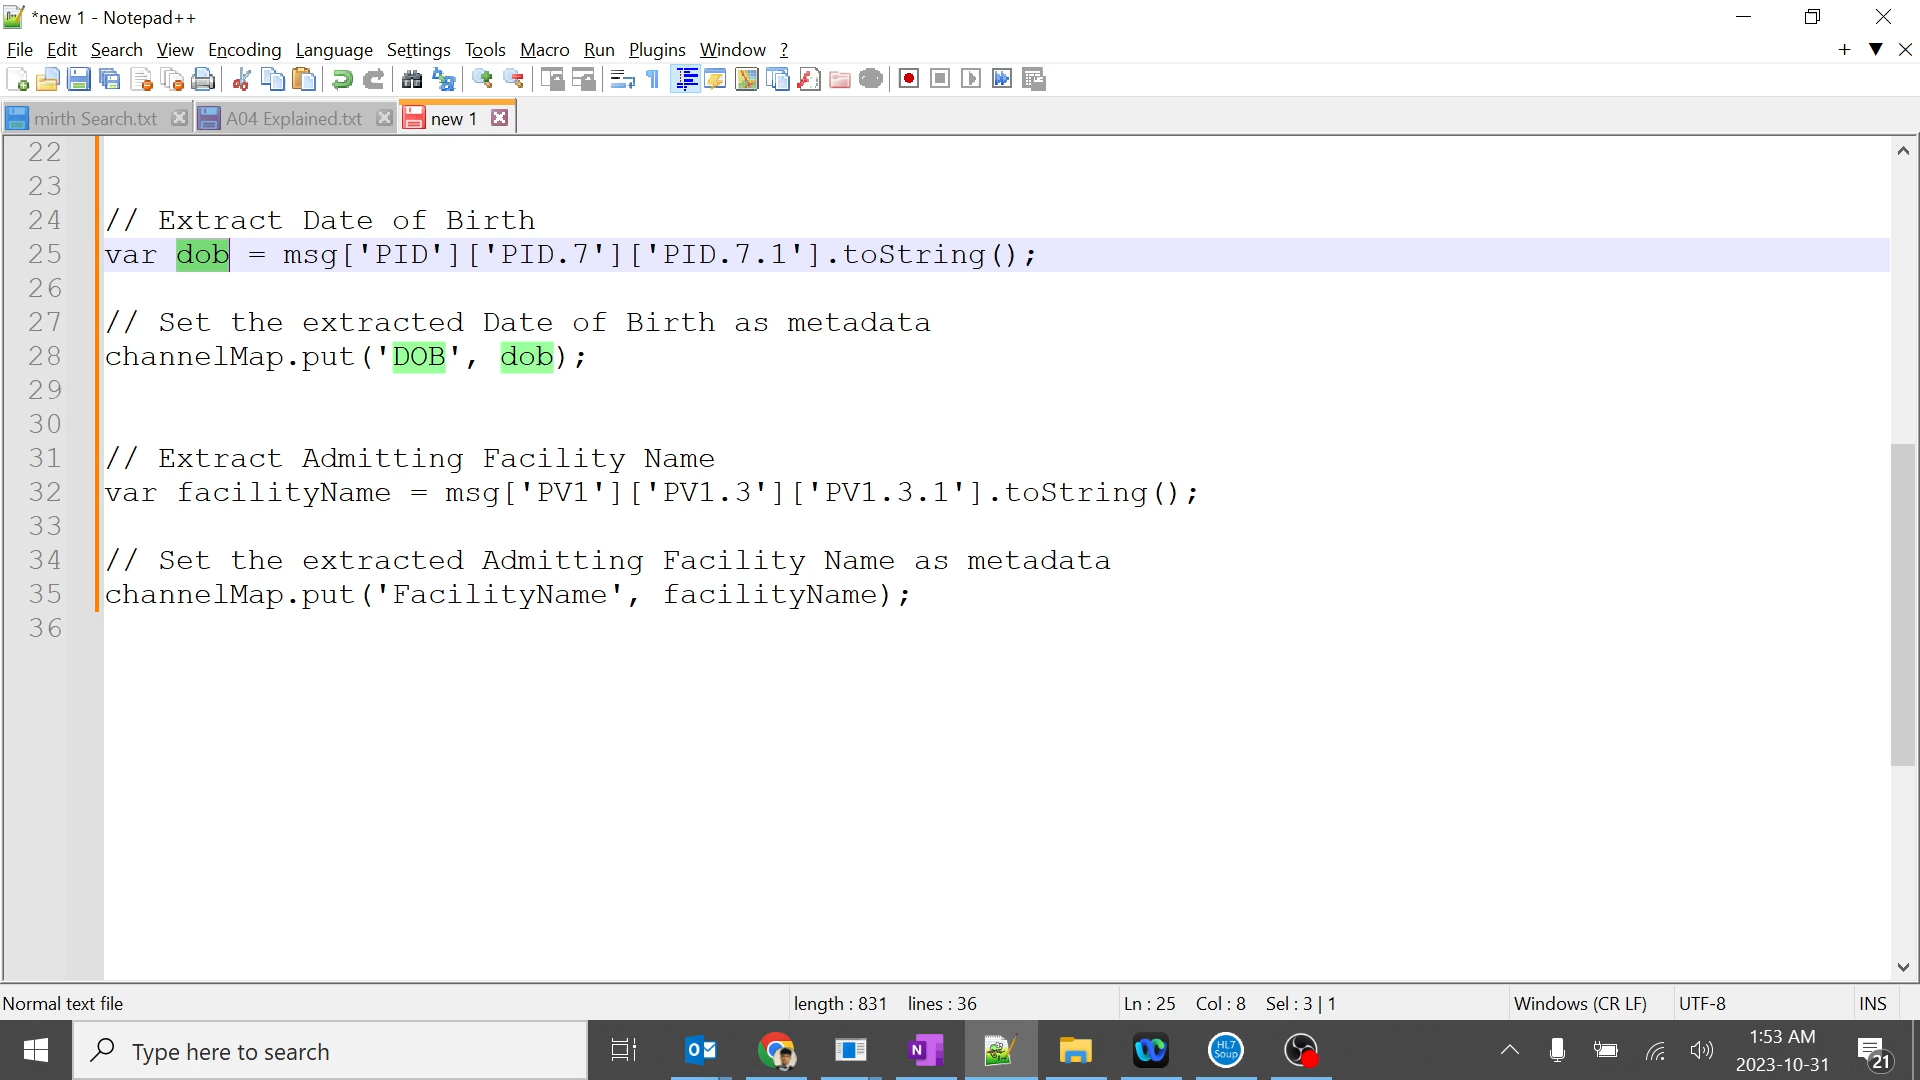 *new 1 - Notepad++
File Edit Search View Encoding Language Settings Tools Macro Run Plugins Window ?
mirth Search.txt A04 Explained.txt new 1
22
23
24 // Extract Date of Birth
25 var dob = msg['PID']['PID.7']['PID.7.1'].toString();
26
27 // Set the extracted Date of Birth as metadata
28 channelMap.put('DOB', dob);
29
30
31 // Extract Admitting Facility Name
32 var facilityName = msg['PV1']['PV1.3']['PV1.3.1'].toString();
33
34 // Set the extracted Admitting Facility Name as metadata
35 channelMap.put('FacilityName', facilityName);
36
Normal text file length : 831 lines : 36 Ln : 25 Col : 8 Sel : 3 | 1 Windows (CR LF) UTF-8 INS
Type here to search
HL7
Soup
1:53 AM
2023-10-31
21